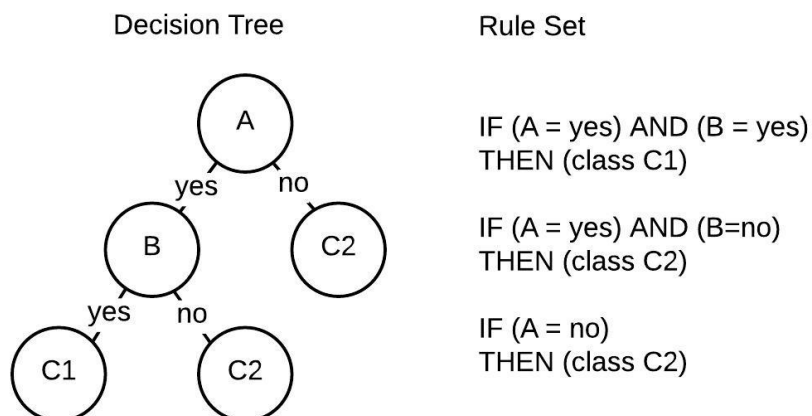 Decision Tree
A
yes
no
B
C2
yes
no
C1
C2
Rule Set
IF (A = yes) AND (B = yes)
THEN (class C1)
IF (A = yes) AND (B=no)
THEN (class C2)
IF (A = no)
THEN (class C2)